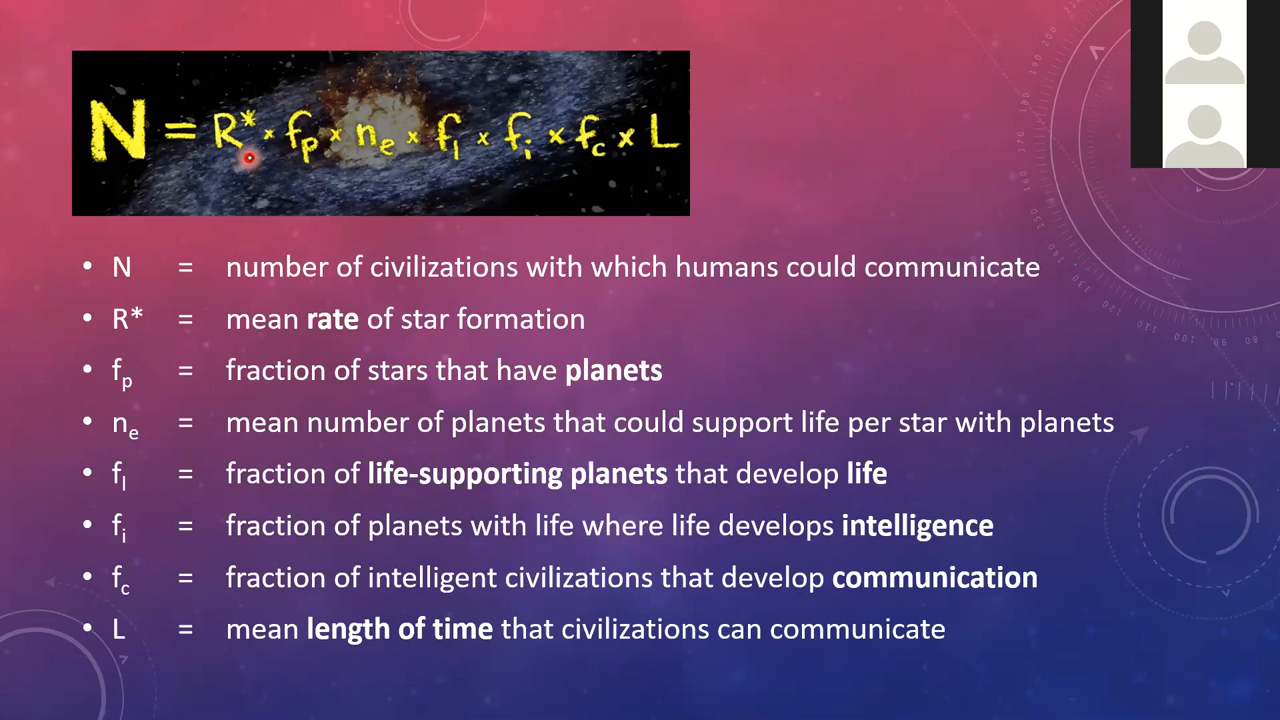 N = R* × fp × ne × fl × fi × fc × L
• N = number of civilizations with which humans could communicate
• R* = mean rate of star formation
• fp = fraction of stars that have planets
• ne = mean number of planets that could support life per star with planets
• fl = fraction of life-supporting planets that develop life
• fi = fraction of planets with life where life develops intelligence
• fc = fraction of intelligent civilizations that develop communication
• L = mean length of time that civilizations can communicate